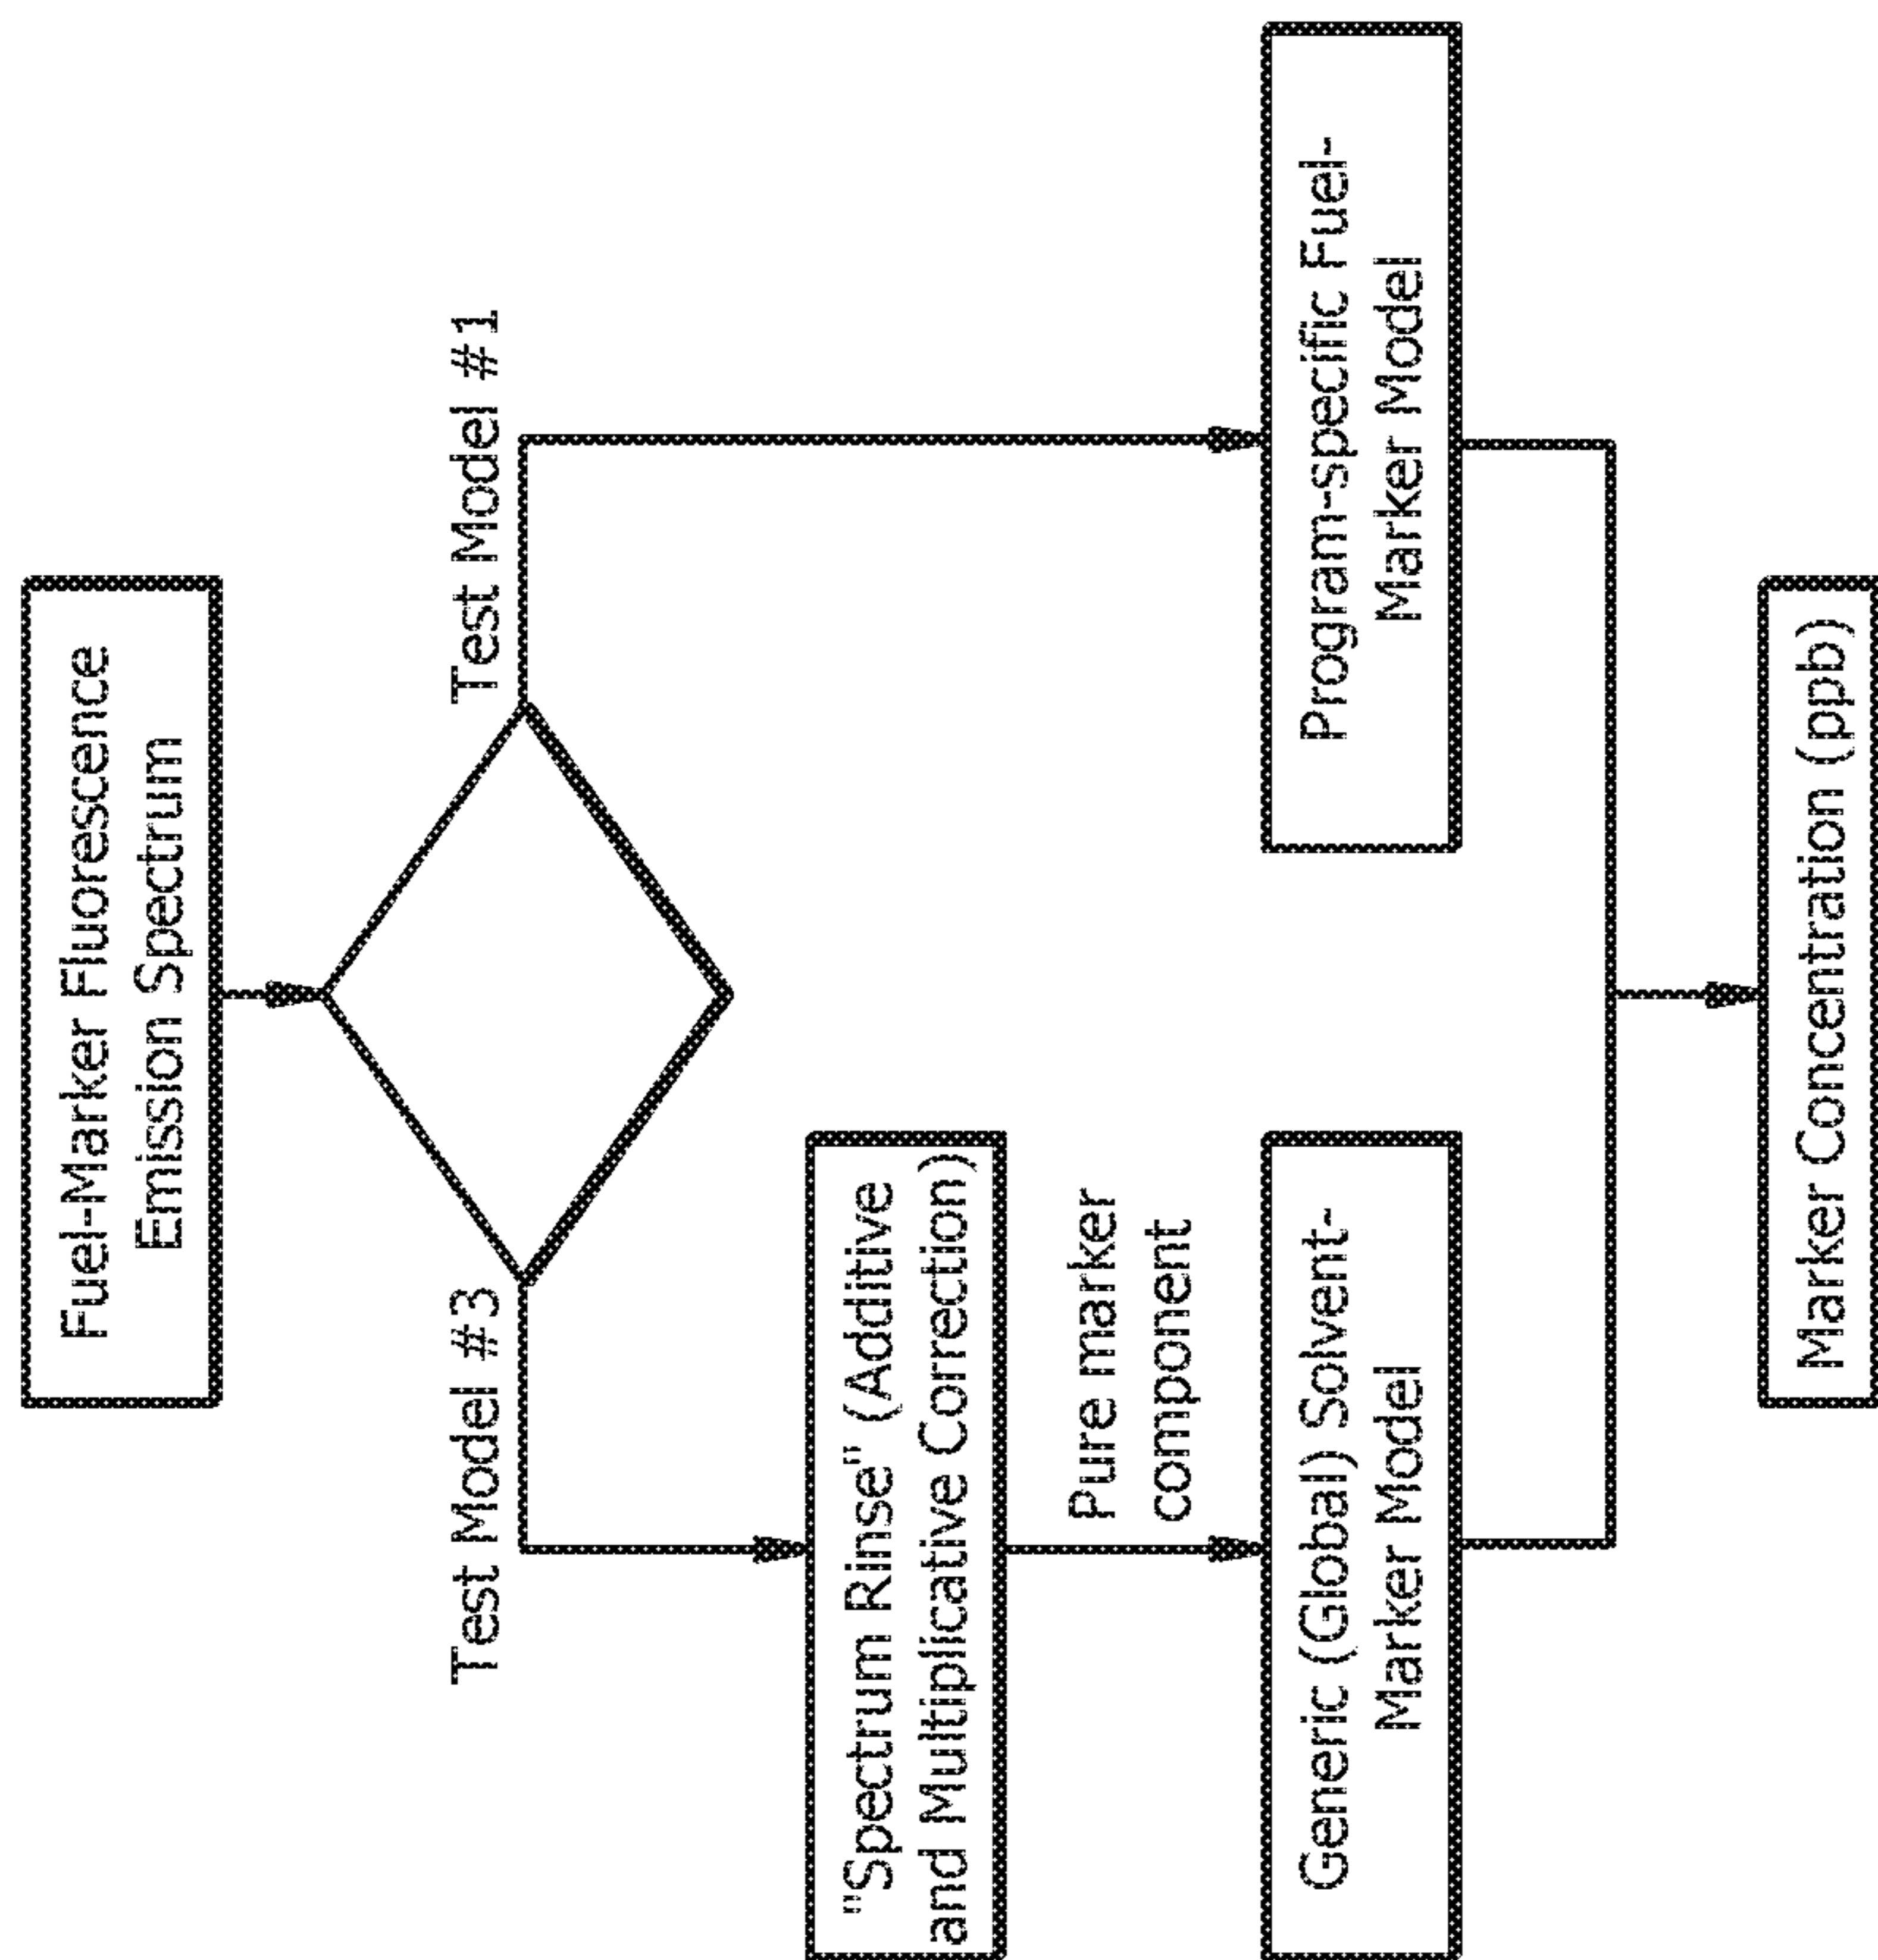 Fuel-Marker Fluorescence
Emission Spectrum
Test Model #3
Test Model #1
"Spectrum Rinse" (Additive
and Multiplicative Correction)
Pure marker
component
Generic (Global) Solvent-
Marker Model
Program-specific Fuel-
Marker Model
Marker Concentration (ppb)